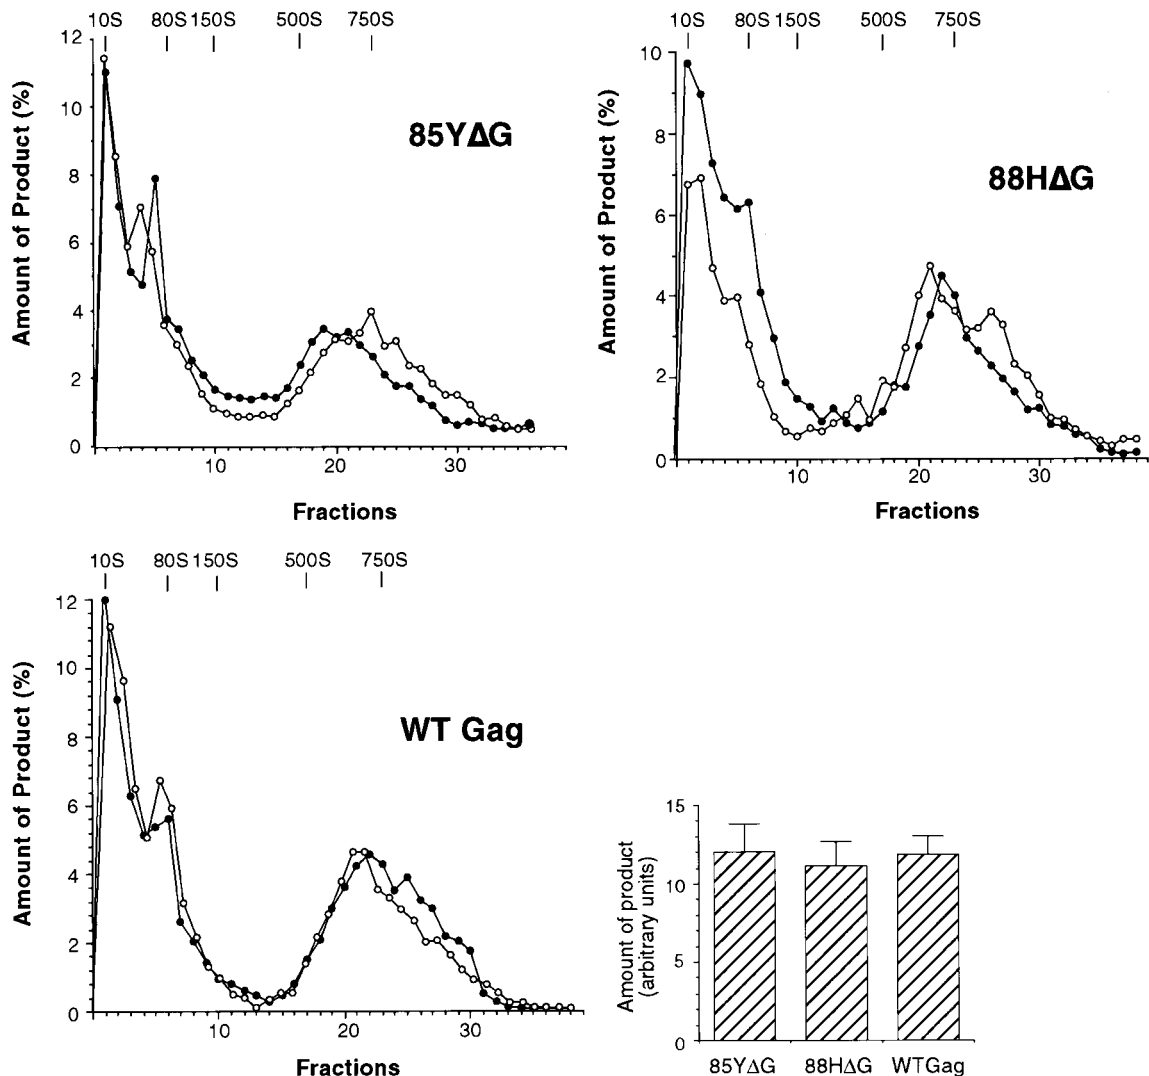 10S 80S 150S 500S 750S
12
10
8
6
4
2
0
Amount of Product (%)
85YΔG
10 20 30
Fractions
10S 80S 150S 500S 750S
10
8
6
4
2
0
Amount of Product (%)
88HΔG
10 20 30
Fractions
10S 80S 150S 500S 750S
12
10
8
6
4
2
0
Amount of Product (%)
WT Gag
10 20 30
Fractions
15
10
5
0
Amount of product
(arbitrary units)
85YΔG 88HΔG WTGag